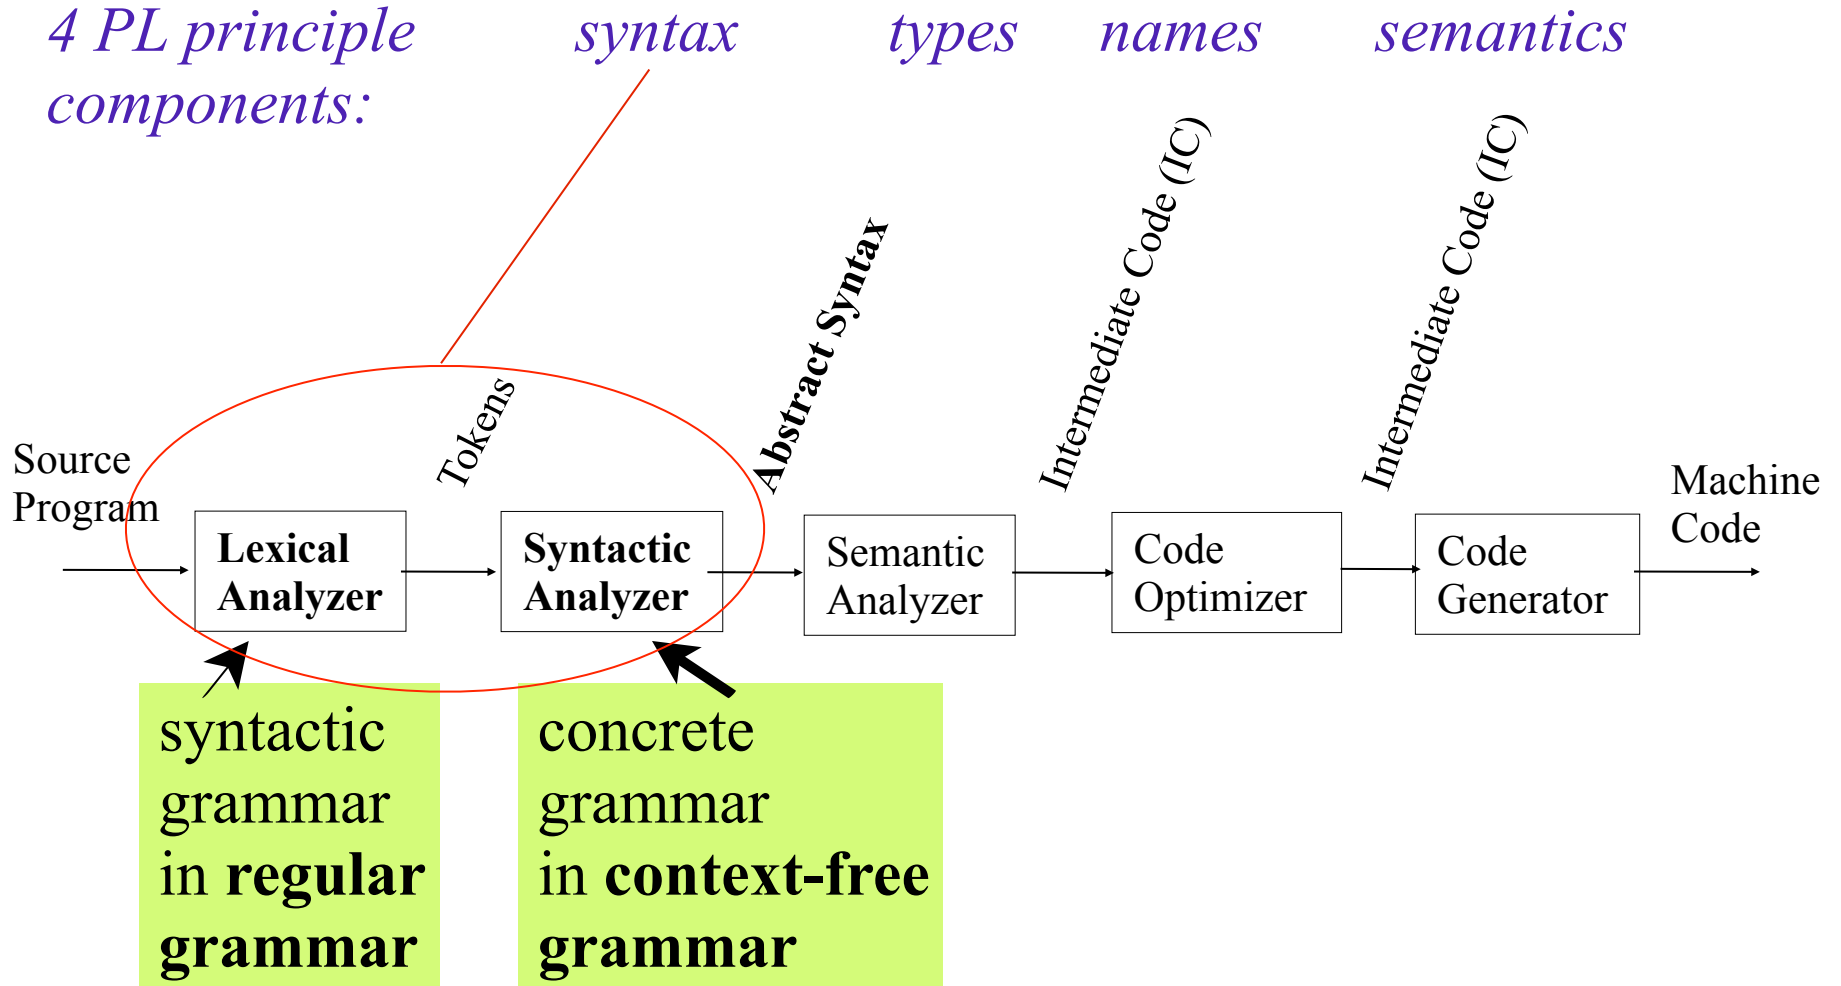 4 PL principle components: syntax types names semantics
Source
Program
Tokens
Abstract Syntax
Intermediate Code (IC)
Intermediate Code (IC)
Machine
Code
Lexical
Analyzer
Syntactic
Analyzer
Semantic
Analyzer
Code
Optimizer
Code
Generator
syntactic
grammar
in regular
grammar
concrete
grammar
in context-free
grammar